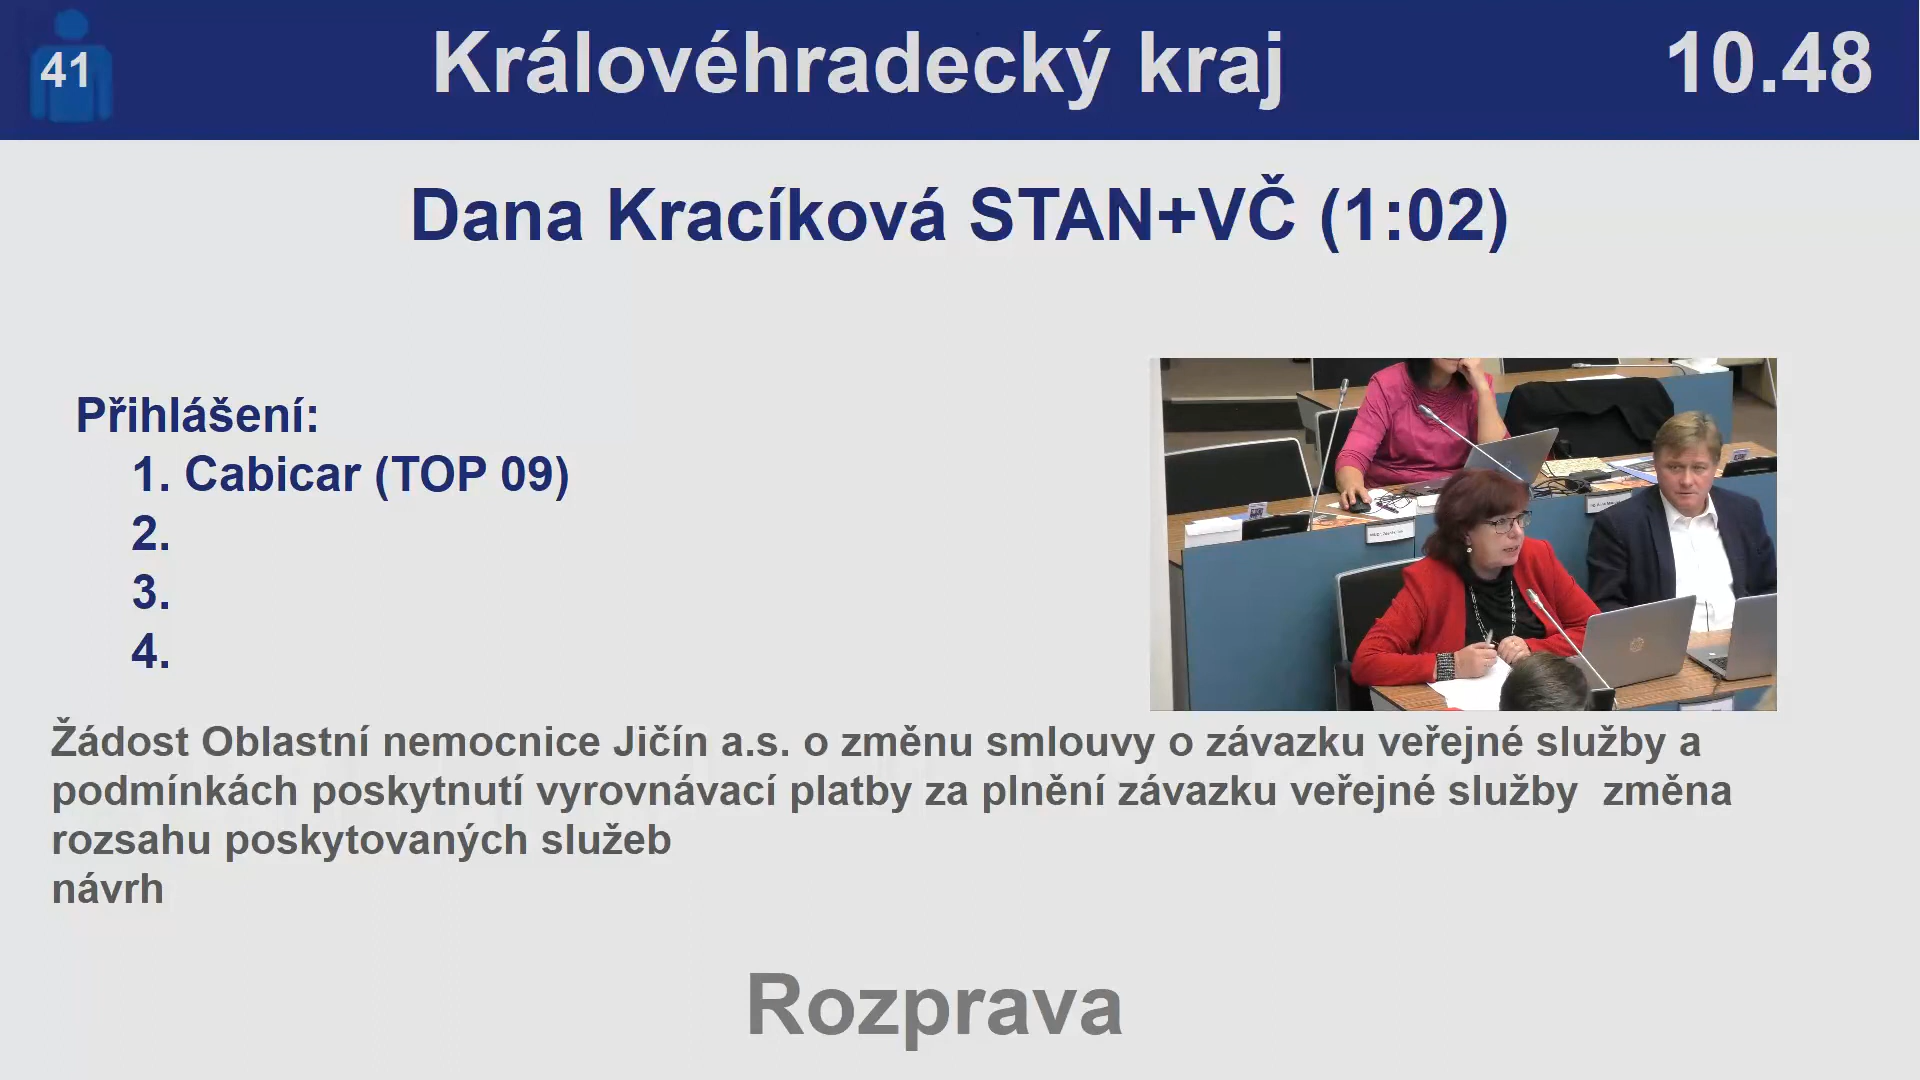 41
Královéhradecký kraj
10.48
Dana Kracíková STAN+VČ (1:02)
Přihlášení:
1. Cabicar (TOP 09)
2.
3.
4.
Žádost Oblastní nemocnice Jičín a.s. o změnu smlouvy o závazku veřejné služby a
podmínkách poskytnutí vyrovnávací platby za plnění závazku veřejné služby  změna
rozsahu poskytovaných služeb
návrh
Rozprava